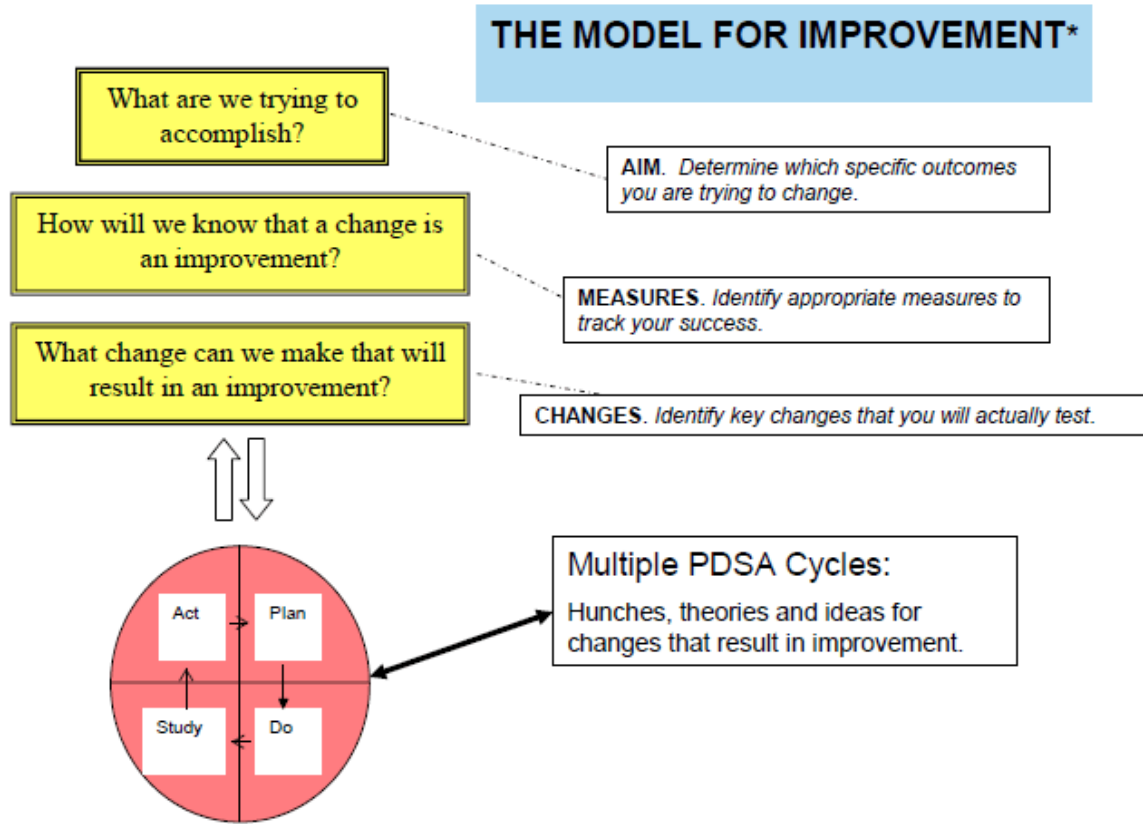 THE MODEL FOR IMPROVEMENT*
What are we trying to
accomplish?
AIM. Determine which specific outcomes
you are trying to change.
How will we know that a change is
an improvement?
MEASURES. Identify appropriate measures to
track your success.
What change can we make that will
result in an improvement?
CHANGES. Identify key changes that you will actually test.
Act
Plan
Study
Do
Multiple PDSA Cycles:
Hunches, theories and ideas for
changes that result in improvement.